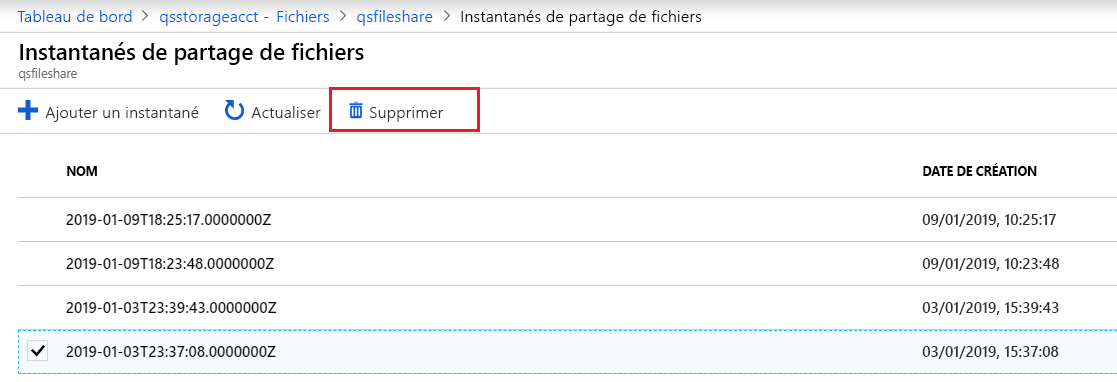 Tableau de bord > qsstorageacct - Fichiers > qsfileshare > Instantanés de partage de fichiers
Instantanés de partage de fichiers
qsfileshare
Ajouter un instantané Actualiser Supprimer
NOM DATE DE CRÉATION
2019-01-09T18:25:17.0000000Z 09/01/2019, 10:25:17
2019-01-09T18:23:48.0000000Z 09/01/2019, 10:23:48
2019-01-03T23:39:43.0000000Z 03/01/2019, 15:39:43
2019-01-03T23:37:08.0000000Z 03/01/2019, 15:37:08